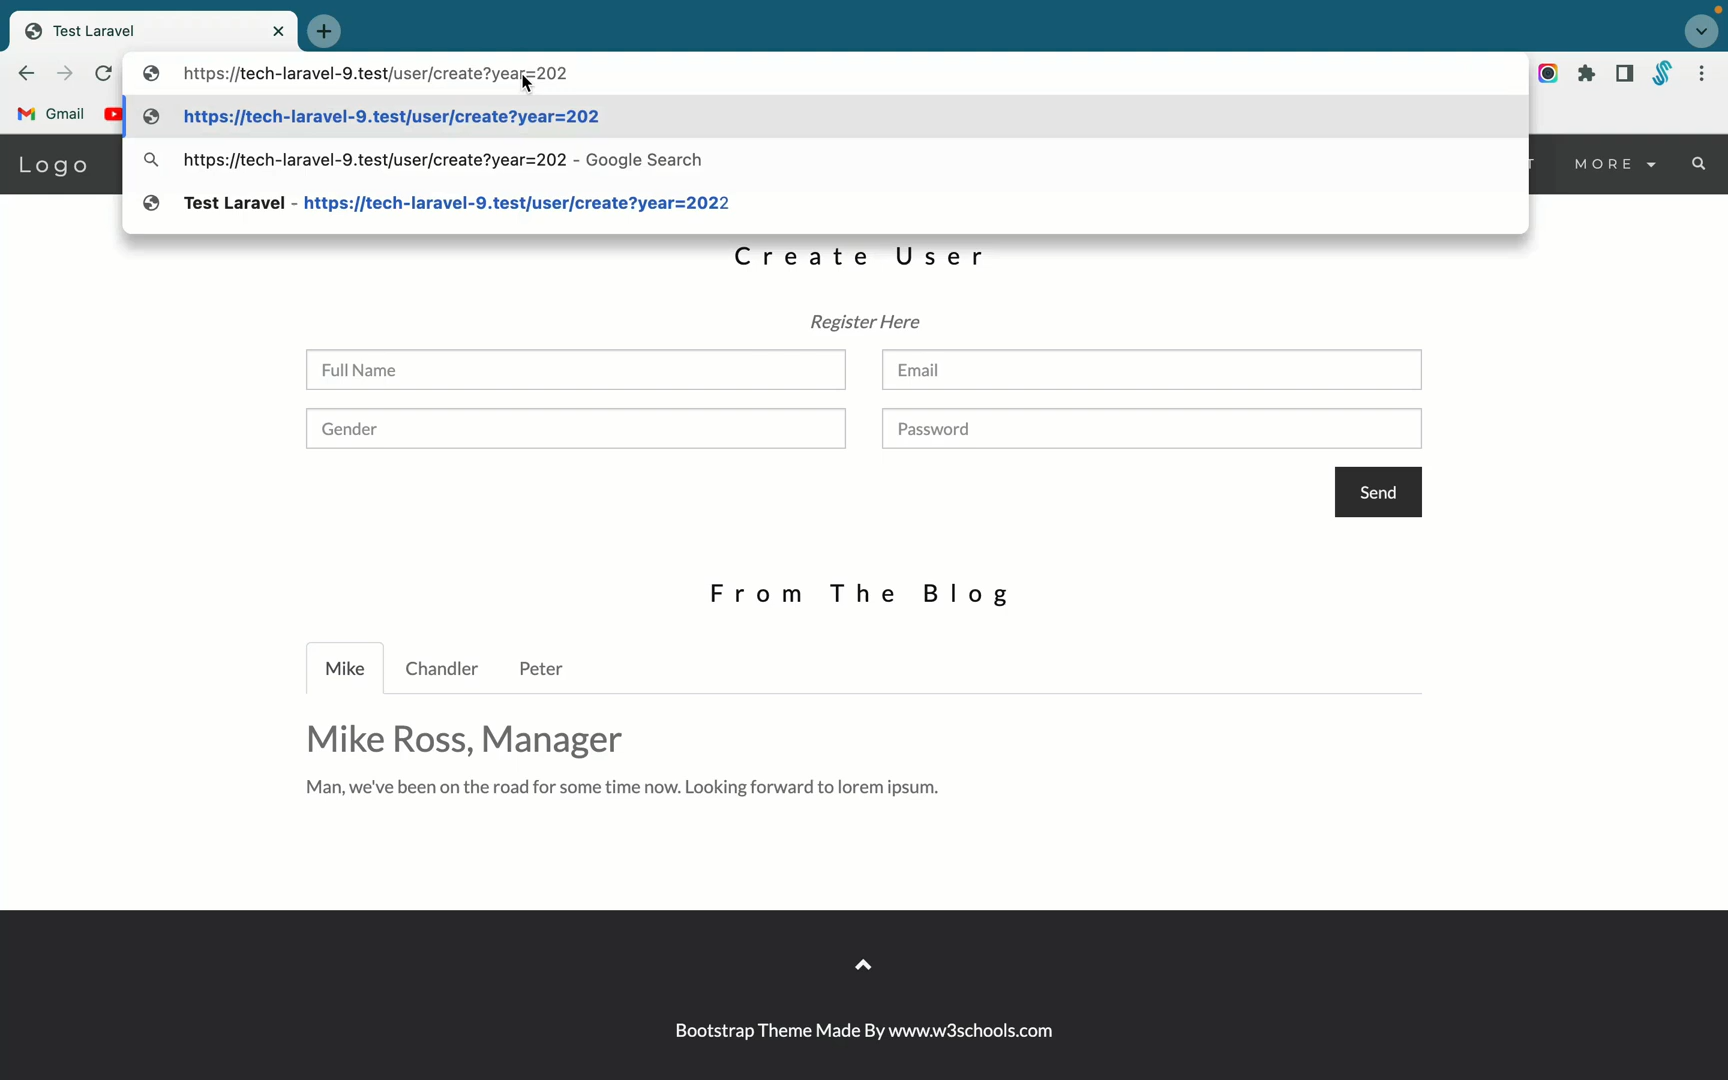 Test Laravel
https://tech-laravel-9.test/user/create?year=202
https://tech-laravel-9.test/user/create?year=202
https://tech-laravel-9.test/user/create?year=202 - Google Search
Test Laravel - https://tech-laravel-9.test/user/create?year=2022
Gmail
Logo
T MORE
Create User
Register Here
Full Name Email
Gender Password
Send
From The Blog
Mike Chandler Peter
Mike Ross, Manager
Man, we've been on the road for some time now. Looking forward to lorem ipsum.
Bootstrap Theme Made By www.w3schools.com